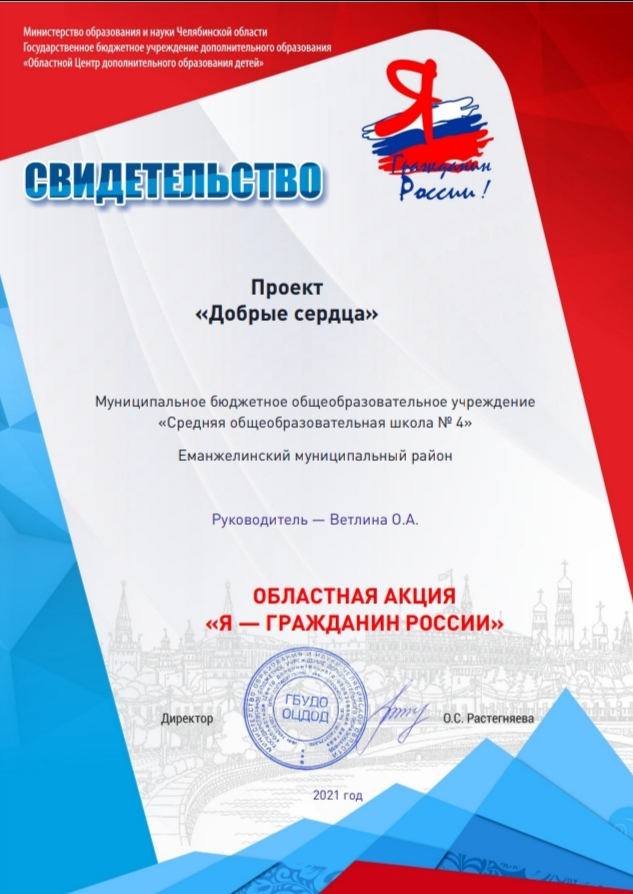 Министерство образования и науки Челябинской области
Государственное бюджетное учреждение дополнительного образования
«Областной Центр дополнительного образования детей»
Я
Гражданин
России!
СВИДЕТЕЛЬСТВО
Проект
«Добрые сердца»
Муниципальное бюджетное общеобразовательное учреждение
«Средняя общеобразовательная школа № 4»
Еманжелинский муниципальный район
Руководитель — Ветлина О.А.
ОБЛАСТНАЯ АКЦИЯ
«Я — ГРАЖДАНИН РОССИИ»
ГБУДО
ОЦДОД
Директор
О.С. Растегняева
2021 год